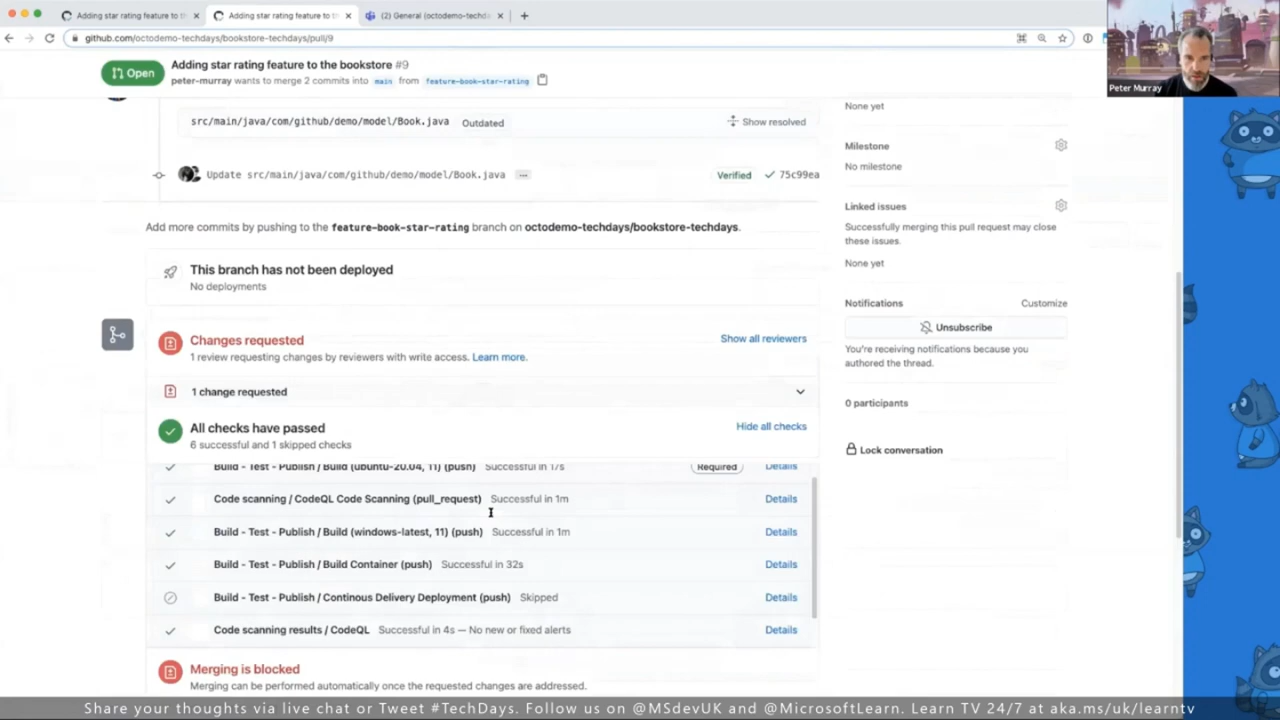 Adding star rating feature to th
Adding star rating feature to th
(2) General (octodemo-techda
github.com/octodemo-techdays/bookstore-techdays/pull/9
Open
Adding star rating feature to the bookstore #9
peter-murray wants to merge 2 commits into main from feature-book-star-rating
Peter Murray
src/main/java/com/github/demo/model/Book.java Outdated Show resolved
Update src/main/java/com/github/demo/model/Book.java ... Verified 75c99ea
Add more commits by pushing to the feature-book-star-rating branch on octodemo-techdays/bookstore-techdays.
This branch has not been deployed
No deployments
Changes requested Show all reviewers
1 review requesting changes by reviewers with write access. Learn more.
1 change requested
All checks have passed Hide all checks
6 successful and 1 skipped checks
Build - Test - Publish / Build (ubuntu-20.04, 11) (push) Successful in 17s Required Details
Code scanning / CodeQL Code Scanning (pull_request) Successful in 1m Details
Build - Test - Publish / Build (windows-latest, 11) (push) Successful in 1m Details
Build - Test - Publish / Build Container (push) Successful in 32s Details
Build - Test - Publish / Continous Delivery Deployment (push) Skipped Details
Code scanning results / CodeQL Successful in 4s — No new or fixed alerts Details
Merging is blocked
Merging can be performed automatically once the requested changes are addressed.
None yet
Milestone
No milestone
Linked issues
Successfully merging this pull request may close
these issues.
None yet
Notifications Customize
Unsubscribe
You're receiving notifications because you
authored the thread.
0 participants
Lock conversation
Share your thoughts via live chat or Tweet #TechDays. Follow us on @MSdevUK and @MicrosoftLearn. Learn TV 24/7 at aka.ms/uk/learntv